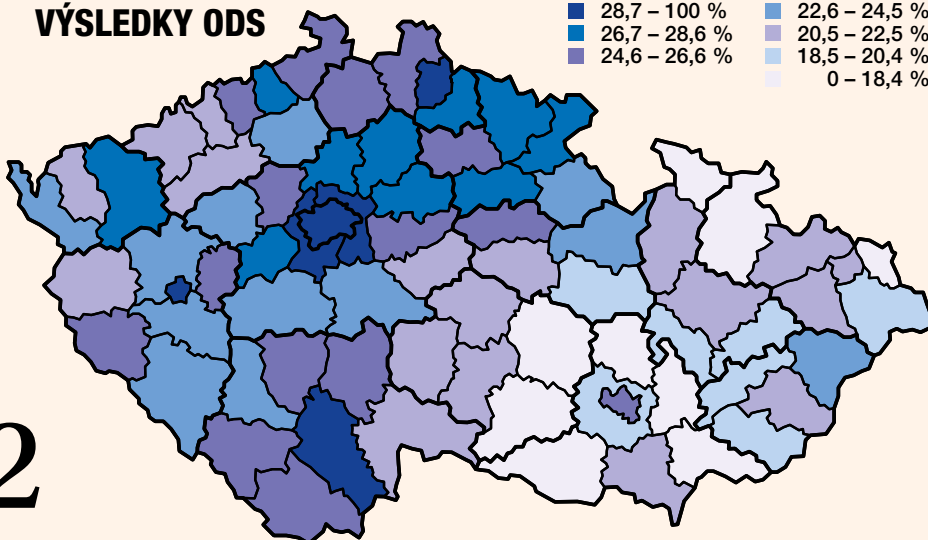 VÝSLEDKY ODS
28,7 – 100 %
26,7 – 28,6 %
24,6 – 26,6 %
22,6 – 24,5 %
20,5 – 22,5 %
18,5 – 20,4 %
0 – 18,4 %
2